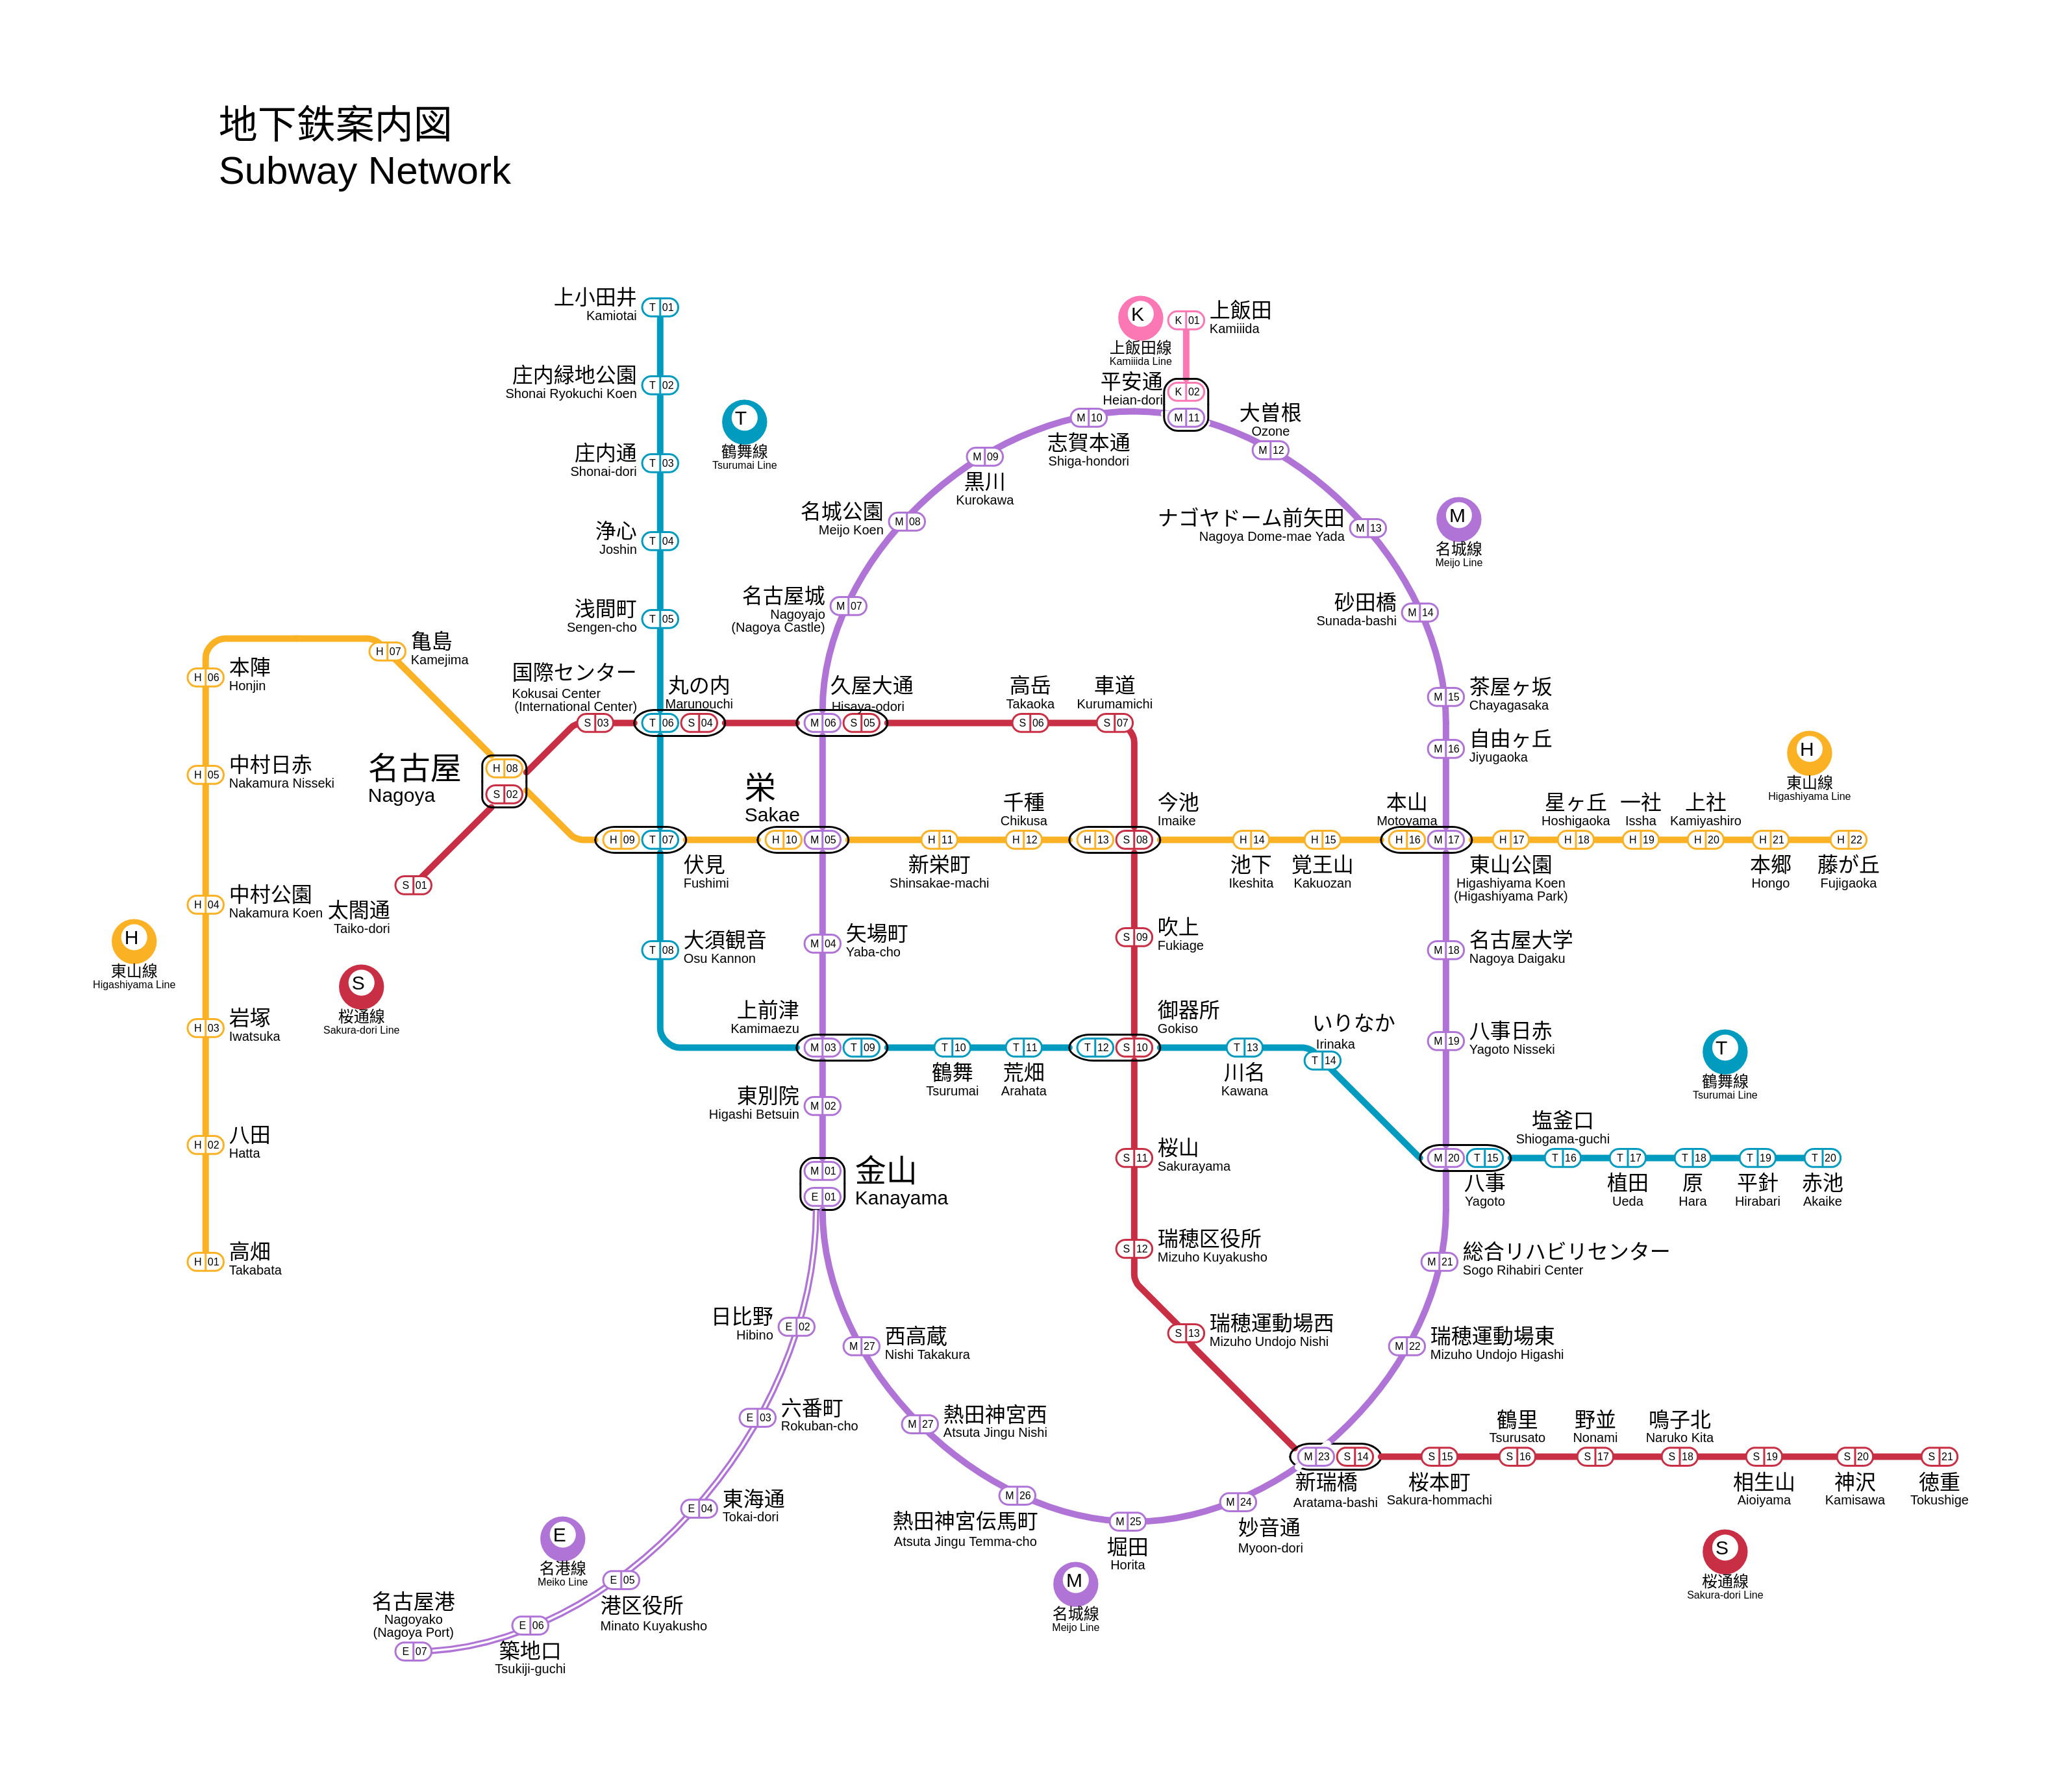 地下鉄案内図
Subway Network
上小田井
Kamiotai
T 01
庄内緑地公園
Shonai Ryokuchi Koen
T 02
T
鶴舞線
Tsurumai Line
庄内通
Shonai-dori
T 03
浄心
Joshin
T 04
浅間町
Sengen-cho
T 05
K
上飯田線
Kamiiida Line
K 01
上飯田
Kamiiida
平安通
Heian-dori
K 02
M 11
M 10
志賀本通
Shiga-hondori
大曽根
Ozone
M 12
M 09
黒川
Kurokawa
名城公園
Meijo Koen
M 08
ナゴヤドーム前矢田
Nagoya Dome-mae Yada
M 13
M
名城線
Meijo Line
名古屋城
Nagoyajo
(Nagoya Castle)
M 07
砂田橋
Sunada-bashi
M 14
H 07
亀島
Kamejima
H 06
本陣
Honjin
国際センター
Kokusai Center
(International Center)
S 03
丸の内
Marunouchi
T 06
S 04
久屋大通
Hisaya-odori
M 06
S 05
高岳
Takaoka
S 06
車道
Kurumamichi
S 07
M 15
茶屋ヶ坂
Chayagasaka
M 16
自由ヶ丘
Jiyugaoka
H
東山線
Higashiyama Line
H 05
中村日赤
Nakamura Nisseki
名古屋
Nagoya
H 08
S 02
栄
Sakae
千種
Chikusa
今池
Imaike
本山
Motoyama
星ヶ丘
Hoshigaoka
一社
Issha
上社
Kamiyashiro
H 09
T 07
H 10
M 05
H 11
H 12
H 13
S 08
H 14
H 15
H 16
M 17
H 17
H 18
H 19
H 20
H 21
H 22
伏見
Fushimi
新栄町
Shinsakae-machi
池下
Ikeshita
覚王山
Kakuozan
東山公園
Higashiyama Koen
(Higashiyama Park)
本郷
Hongo
藤が丘
Fujigaoka
S 01
太閤通
Taiko-dori
H 04
中村公園
Nakamura Koen
H
東山線
Higashiyama Line
S
桜通線
Sakura-dori Line
T 08
大須観音
Osu Kannon
M 04
矢場町
Yaba-cho
S 09
吹上
Fukiage
M 18
名古屋大学
Nagoya Daigaku
H 03
岩塚
Iwatsuka
上前津
Kamimaezu
M 03
T 09
T 10
鶴舞
Tsurumai
T 11
荒畑
Arahata
御器所
Gokiso
T 12
S 10
T 13
川名
Kawana
いりなか
Irinaka
T 14
M 19
八事日赤
Yagoto Nisseki
T
鶴舞線
Tsurumai Line
東別院
Higashi Betsuin
M 02
H 02
八田
Hatta
M 01
E 01
金山
Kanayama
S 11
桜山
Sakurayama
M 20
T 15
八事
Yagoto
塩釜口
Shiogama-guchi
T 16
T 17
植田
Ueda
T 18
原
Hara
T 19
平針
Hirabari
T 20
赤池
Akaike
H 01
高畑
Takabata
S 12
瑞穂区役所
Mizuho Kuyakusho
M 21
総合リハビリセンター
Sogo Rihabiri Center
日比野
Hibino
E 02
M 27
西高蔵
Nishi Takakura
S 13
瑞穂運動場西
Mizuho Undojo Nishi
M 22
瑞穂運動場東
Mizuho Undojo Higashi
E 03
六番町
Rokuban-cho
M 27
熱田神宮西
Atsuta Jingu Nishi
M 23
S 14
新瑞橋
Aratama-bashi
S 15
桜本町
Sakura-hommachi
鶴里
Tsurusato
S 16
野並
Nonami
S 17
鳴子北
Naruko Kita
S 18
S 19
相生山
Aioiyama
S 20
神沢
Kamisawa
S 21
徳重
Tokushige
E 04
東海通
Tokai-dori
M 26
熱田神宮伝馬町
Atsuta Jingu Temma-cho
M 25
堀田
Horita
M 24
妙音通
Myoon-dori
E
名港線
Meiko Line
M
名城線
Meijo Line
S
桜通線
Sakura-dori Line
E 05
港区役所
Minato Kuyakusho
E 06
築地口
Tsukiji-guchi
名古屋港
Nagoyako
(Nagoya Port)
E 07